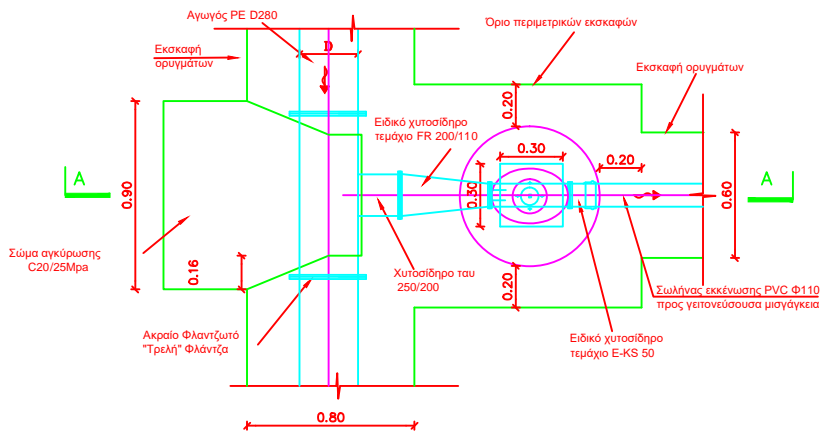 Αγωγός PE D280
Όριο περιμετρικών εκσκαφών
Εκσκαφή
ορυγμάτων
D
Εκσκαφή ορυγμάτων
0.20
Ειδικό χυτοσίδηρο
τεμάχιο FR 200/110
0.30
0.20
A
A
0.90
0.30
0.60
Σώμα αγκύρωσης
C20/25Mpa
0.16
Χυτοσίδηρο ταυ
250/200
0.20
Σωλήνας εκκένωσης PVC Φ110
προς γειτονεύσουσα μισγάγκεια
Ακραίο Φλαντζωτό
"Τρελή" Φλάντζα
Ειδικό χυτοσίδηρο
τεμάχιο E-KS 50
0.80